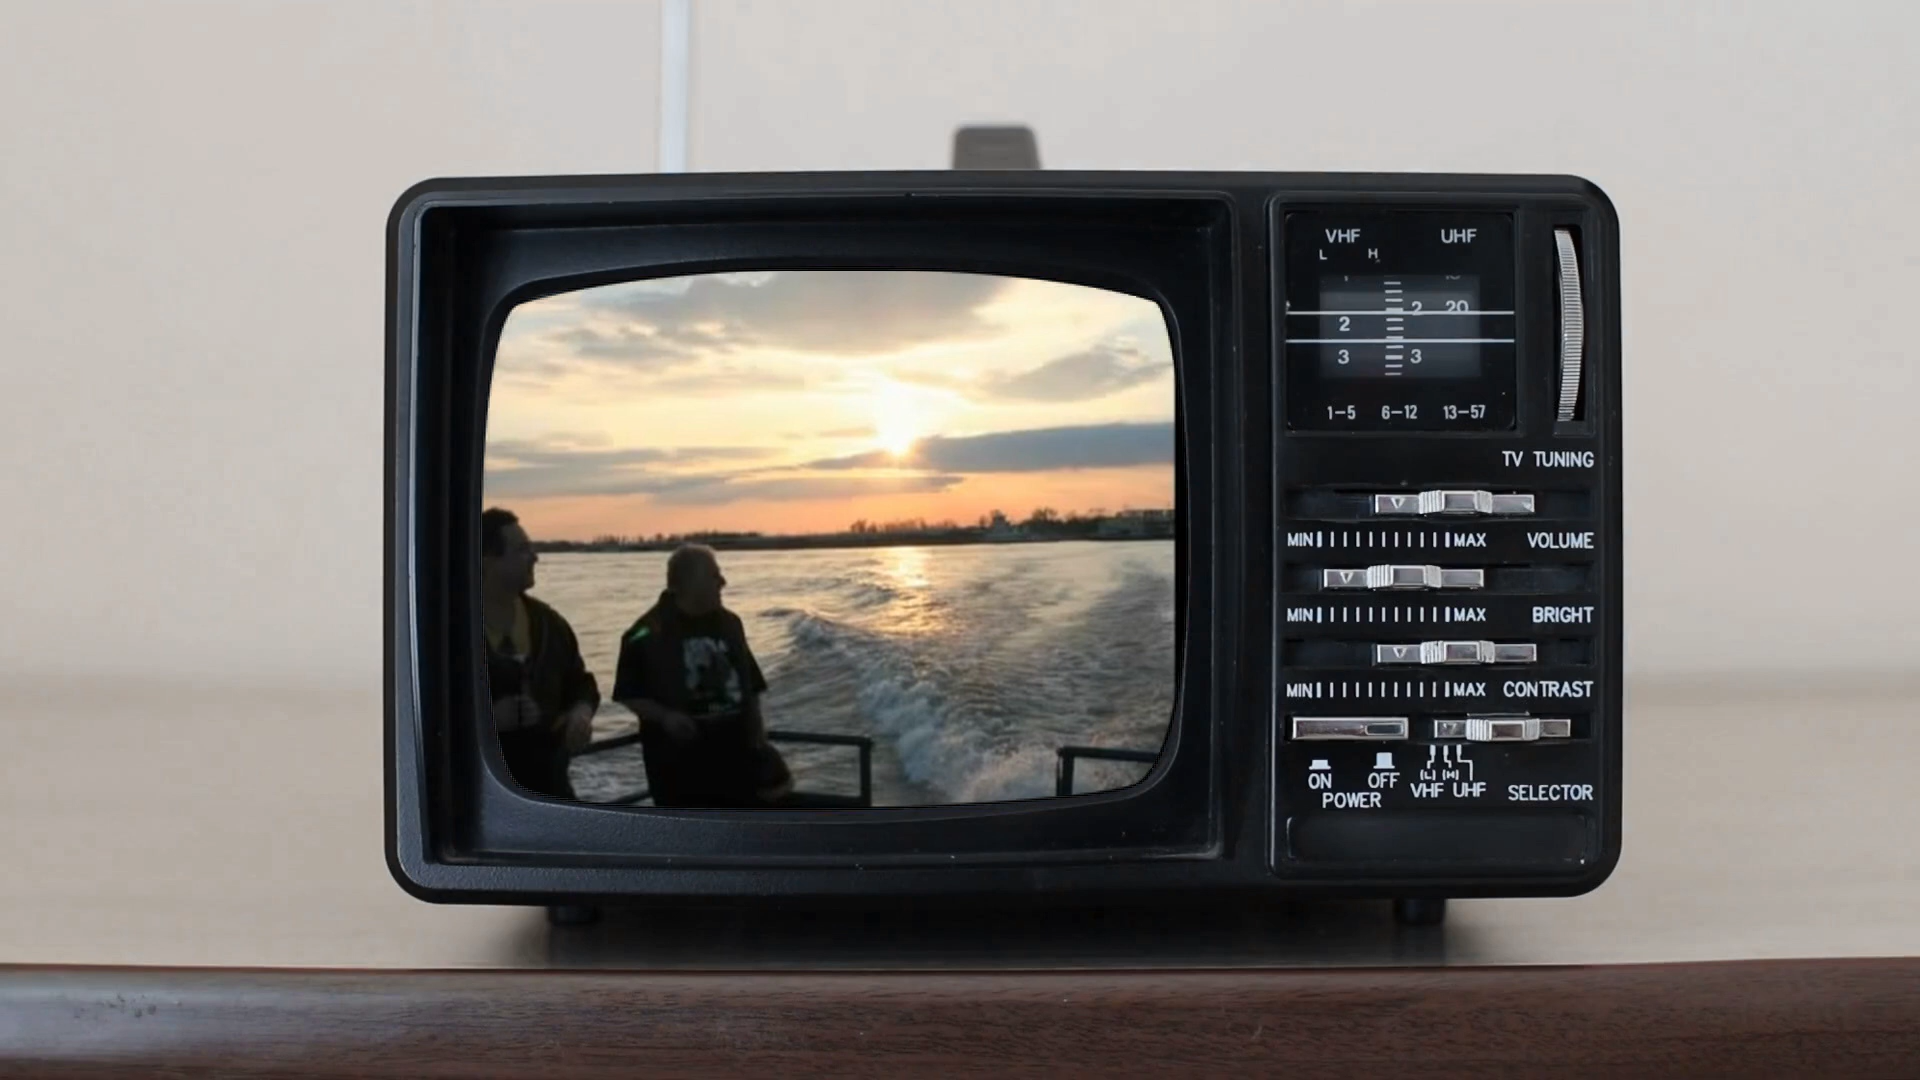 VHF UHF
L H
2 20
2
3 3
1-5 6-12 13-57
TV TUNING
MIN MAX VOLUME
MIN MAX BRIGHT
MIN MAX CONTRAST
ON OFF
POWER
(L) (H)
VHF UHF
SELECTOR